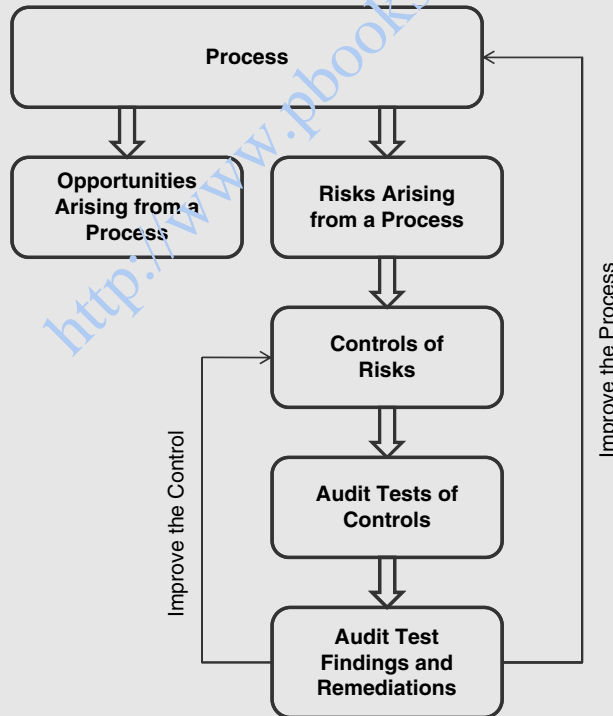 Process
Opportunities
Arising from a
Process
Risks Arising
from a Process
Controls of
Risks
Audit Tests of
Controls
Audit Test
Findings and
Remediations
Improve the Control
Improve the Process
http://www.pbooks